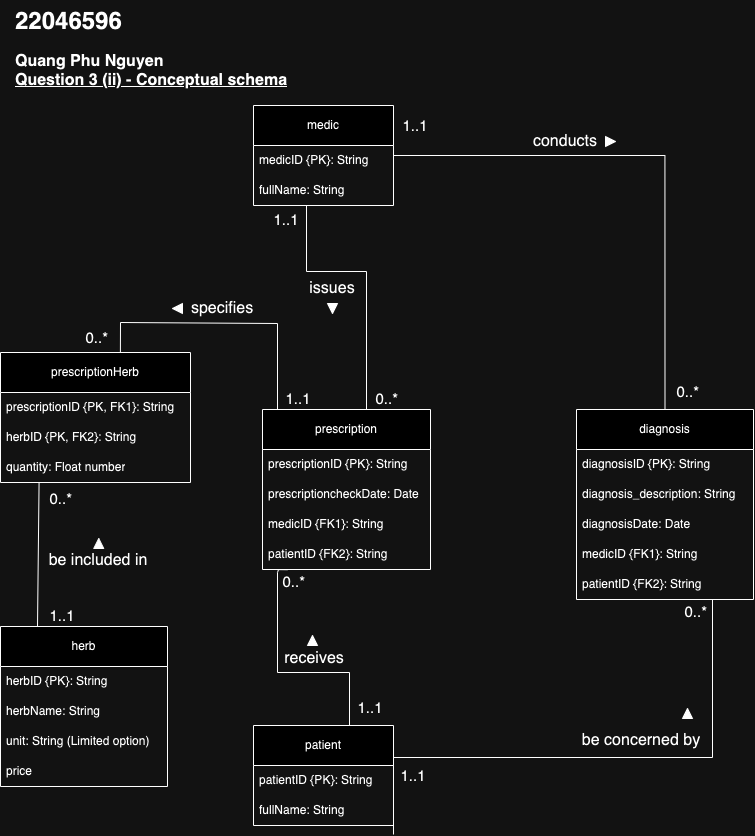 22046596
Quang Phu Nguyen
Question 3 (ii) - Conceptual schema
medic
medicID {PK}: String
fullName: String
1..1
conducts ►
1..1
issues
▼
◄ specifies
0..*
prescriptionHerb
prescriptionID {PK, FK1}: String
herbID {PK, FK2}: String
quantity: Float number
1..1
0..*
prescription
prescriptionID {PK}: String
prescriptioncheckDate: Date
medicID {FK1}: String
patientID {FK2}: String
0..*
diagnosis
diagnosisID {PK}: String
diagnosis_description: String
diagnosisDate: Date
medicID {FK1}: String
patientID {FK2}: String
0..*
▲
be included in
1..1
herb
herbID {PK}: String
herbName: String
unit: String (Limited option)
price
0..*
▲
receives
1..1
patient
patientID {PK}: String
fullName: String
0..*
▲
be concerned by
1..1